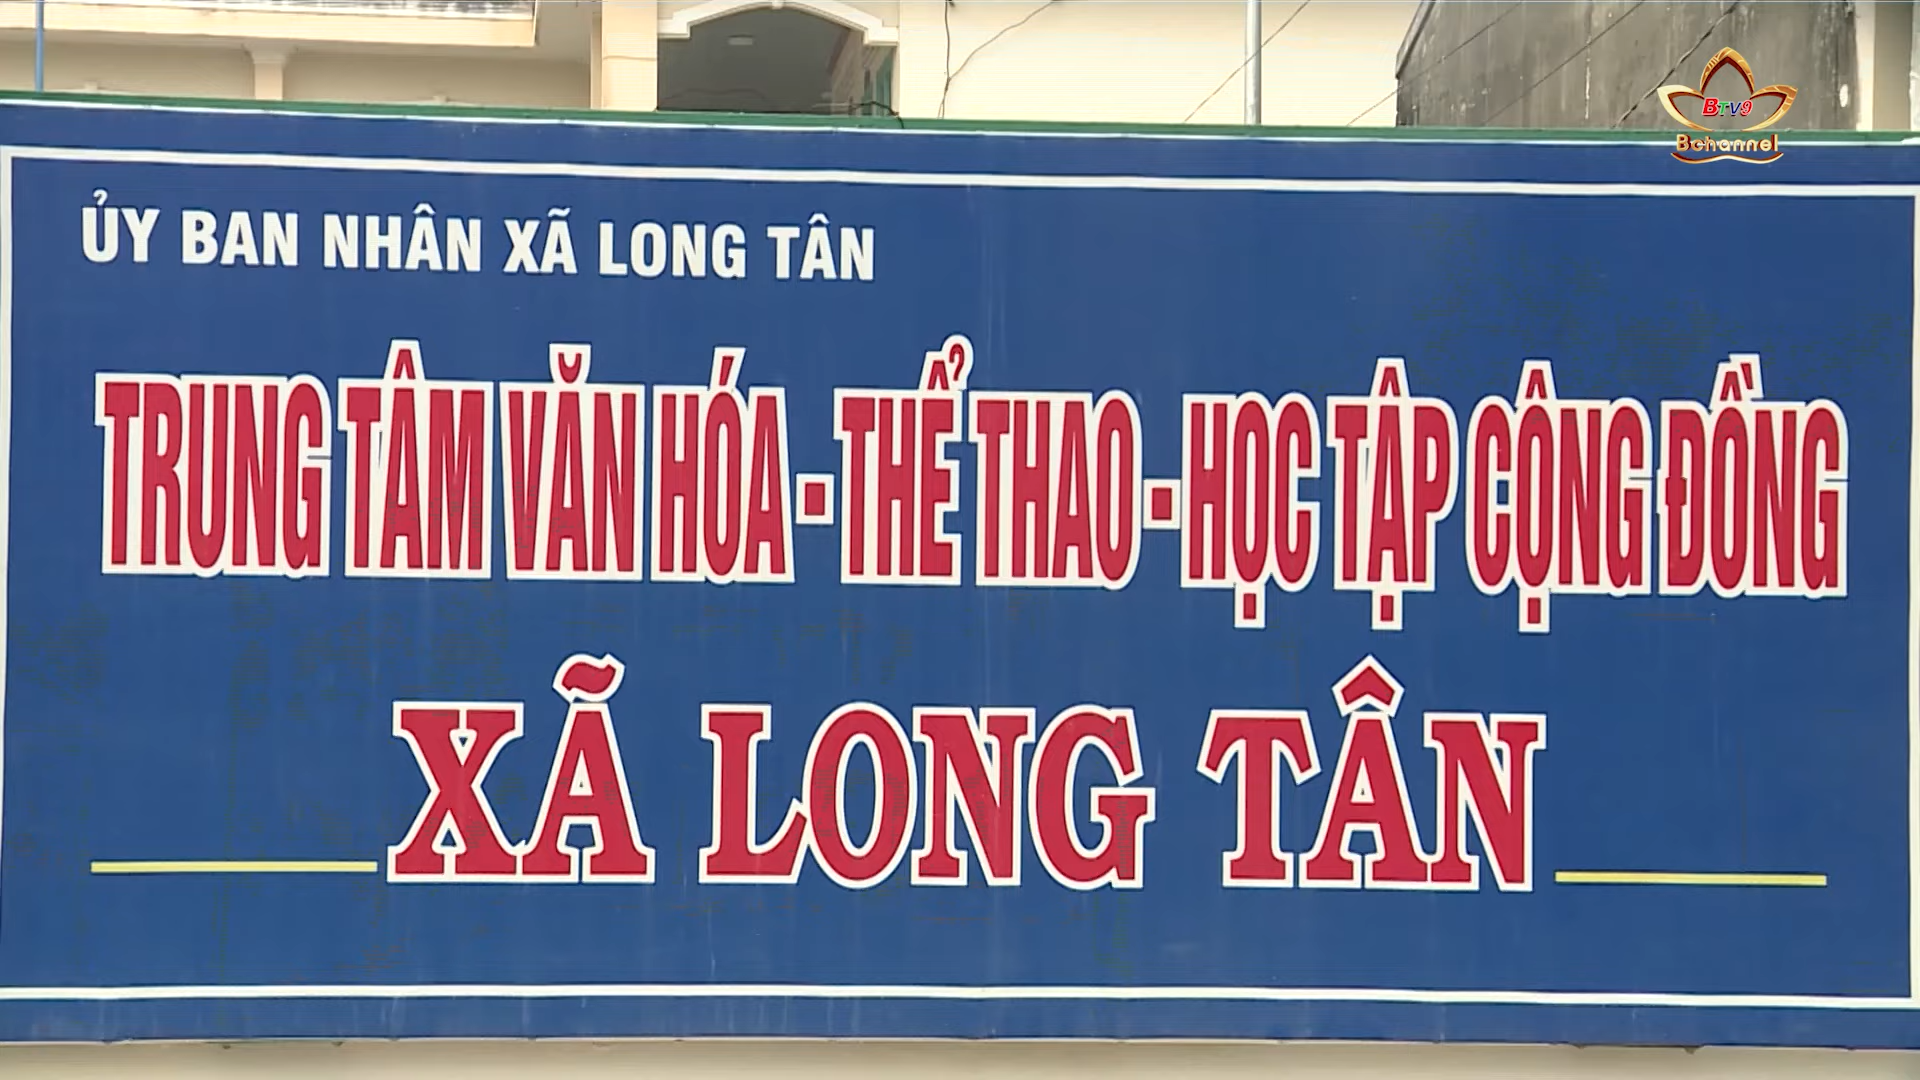 BTV9
Bchannel
ỦY BAN NHÂN XÃ LONG TÂN
TRUNG TÂM VĂN HÓA - THỂ THAO - HỌC TẬP CỘNG ĐỒNG
XÃ LONG TÂN